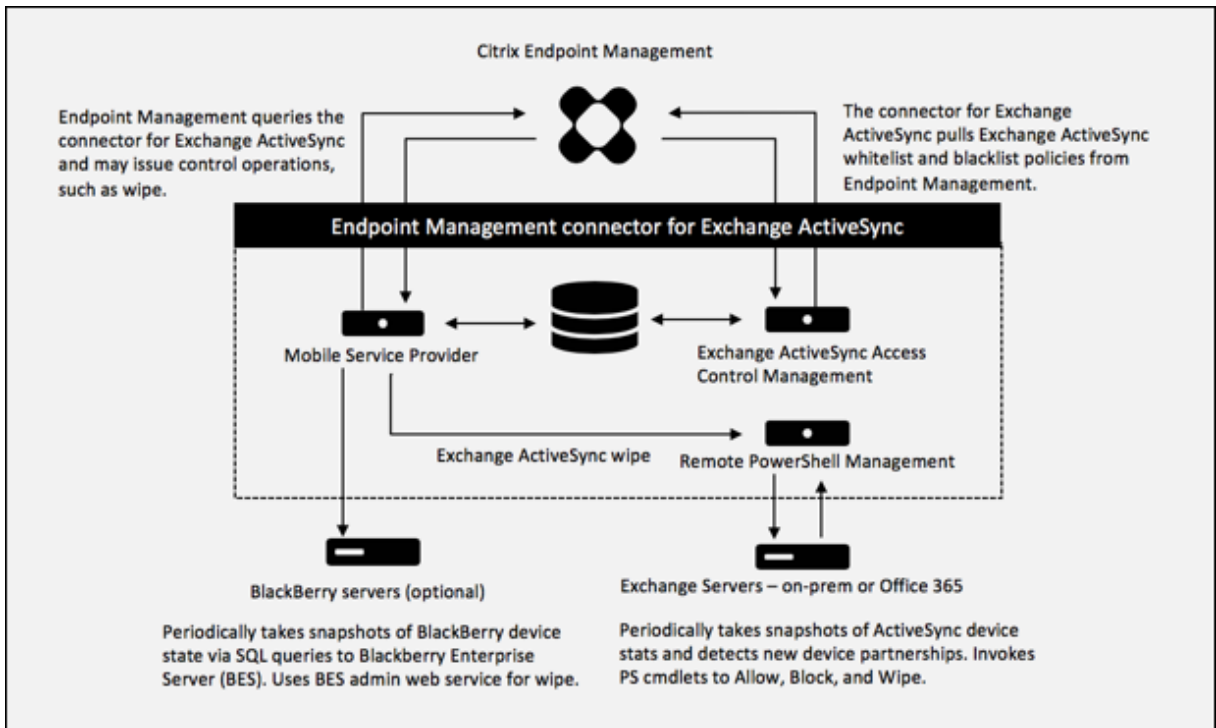 Citrix Endpoint Management
Endpoint Management queries the
connector for Exchange ActiveSync
and may issue control operations,
such as wipe.
The connector for Exchange
ActiveSync pulls Exchange ActiveSync
whitelist and blacklist policies from
Endpoint Management.
Endpoint Management connector for Exchange ActiveSync
Mobile Service Provider
Exchange ActiveSync Access
Control Management
Exchange ActiveSync wipe
Remote PowerShell Management
BlackBerry servers (optional)
Periodically takes snapshots of BlackBerry device
state via SQL queries to Blackberry Enterprise
Server (BES). Uses BES admin web service for wipe.
Exchange Servers – on-prem or Office 365
Periodically takes snapshots of ActiveSync device
stats and detects new device partnerships. Invokes
PS cmdlets to Allow, Block, and Wipe.